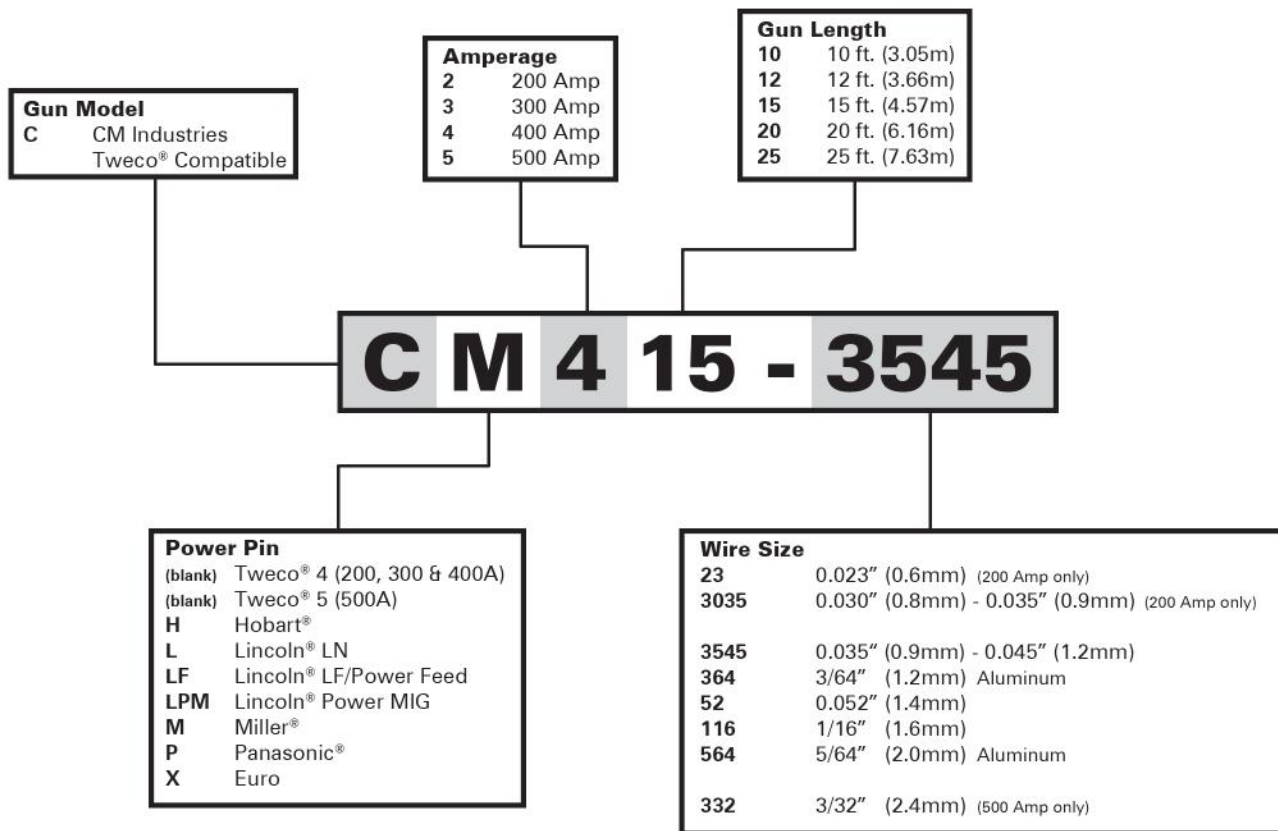 Gun Model
C CM Industries
Tweco® Compatible
Amperage
2 200 Amp
3 300 Amp
4 400 Amp
5 500 Amp
Gun Length
10 10 ft. (3.05m)
12 12 ft. (3.66m)
15 15 ft. (4.57m)
20 20 ft. (6.16m)
25 25 ft. (7.63m)
C M 4 15 - 3545
Power Pin
(blank) Tweco® 4 (200, 300 & 400A)
(blank) Tweco® 5 (500A)
H Hobart®
L Lincoln® LN
LF Lincoln® LF/Power Feed
LPM Lincoln® Power MIG
M Miller®
P Panasonic®
X Euro
Wire Size
23 0.023” (0.6mm) (200 Amp only)
3035 0.030” (0.8mm) - 0.035” (0.9mm) (200 Amp only)
3545 0.035” (0.9mm) - 0.045” (1.2mm)
364 3/64” (1.2mm) Aluminum
52 0.052” (1.4mm)
116 1/16” (1.6mm)
564 5/64” (2.0mm) Aluminum
332 3/32” (2.4mm) (500 Amp only)